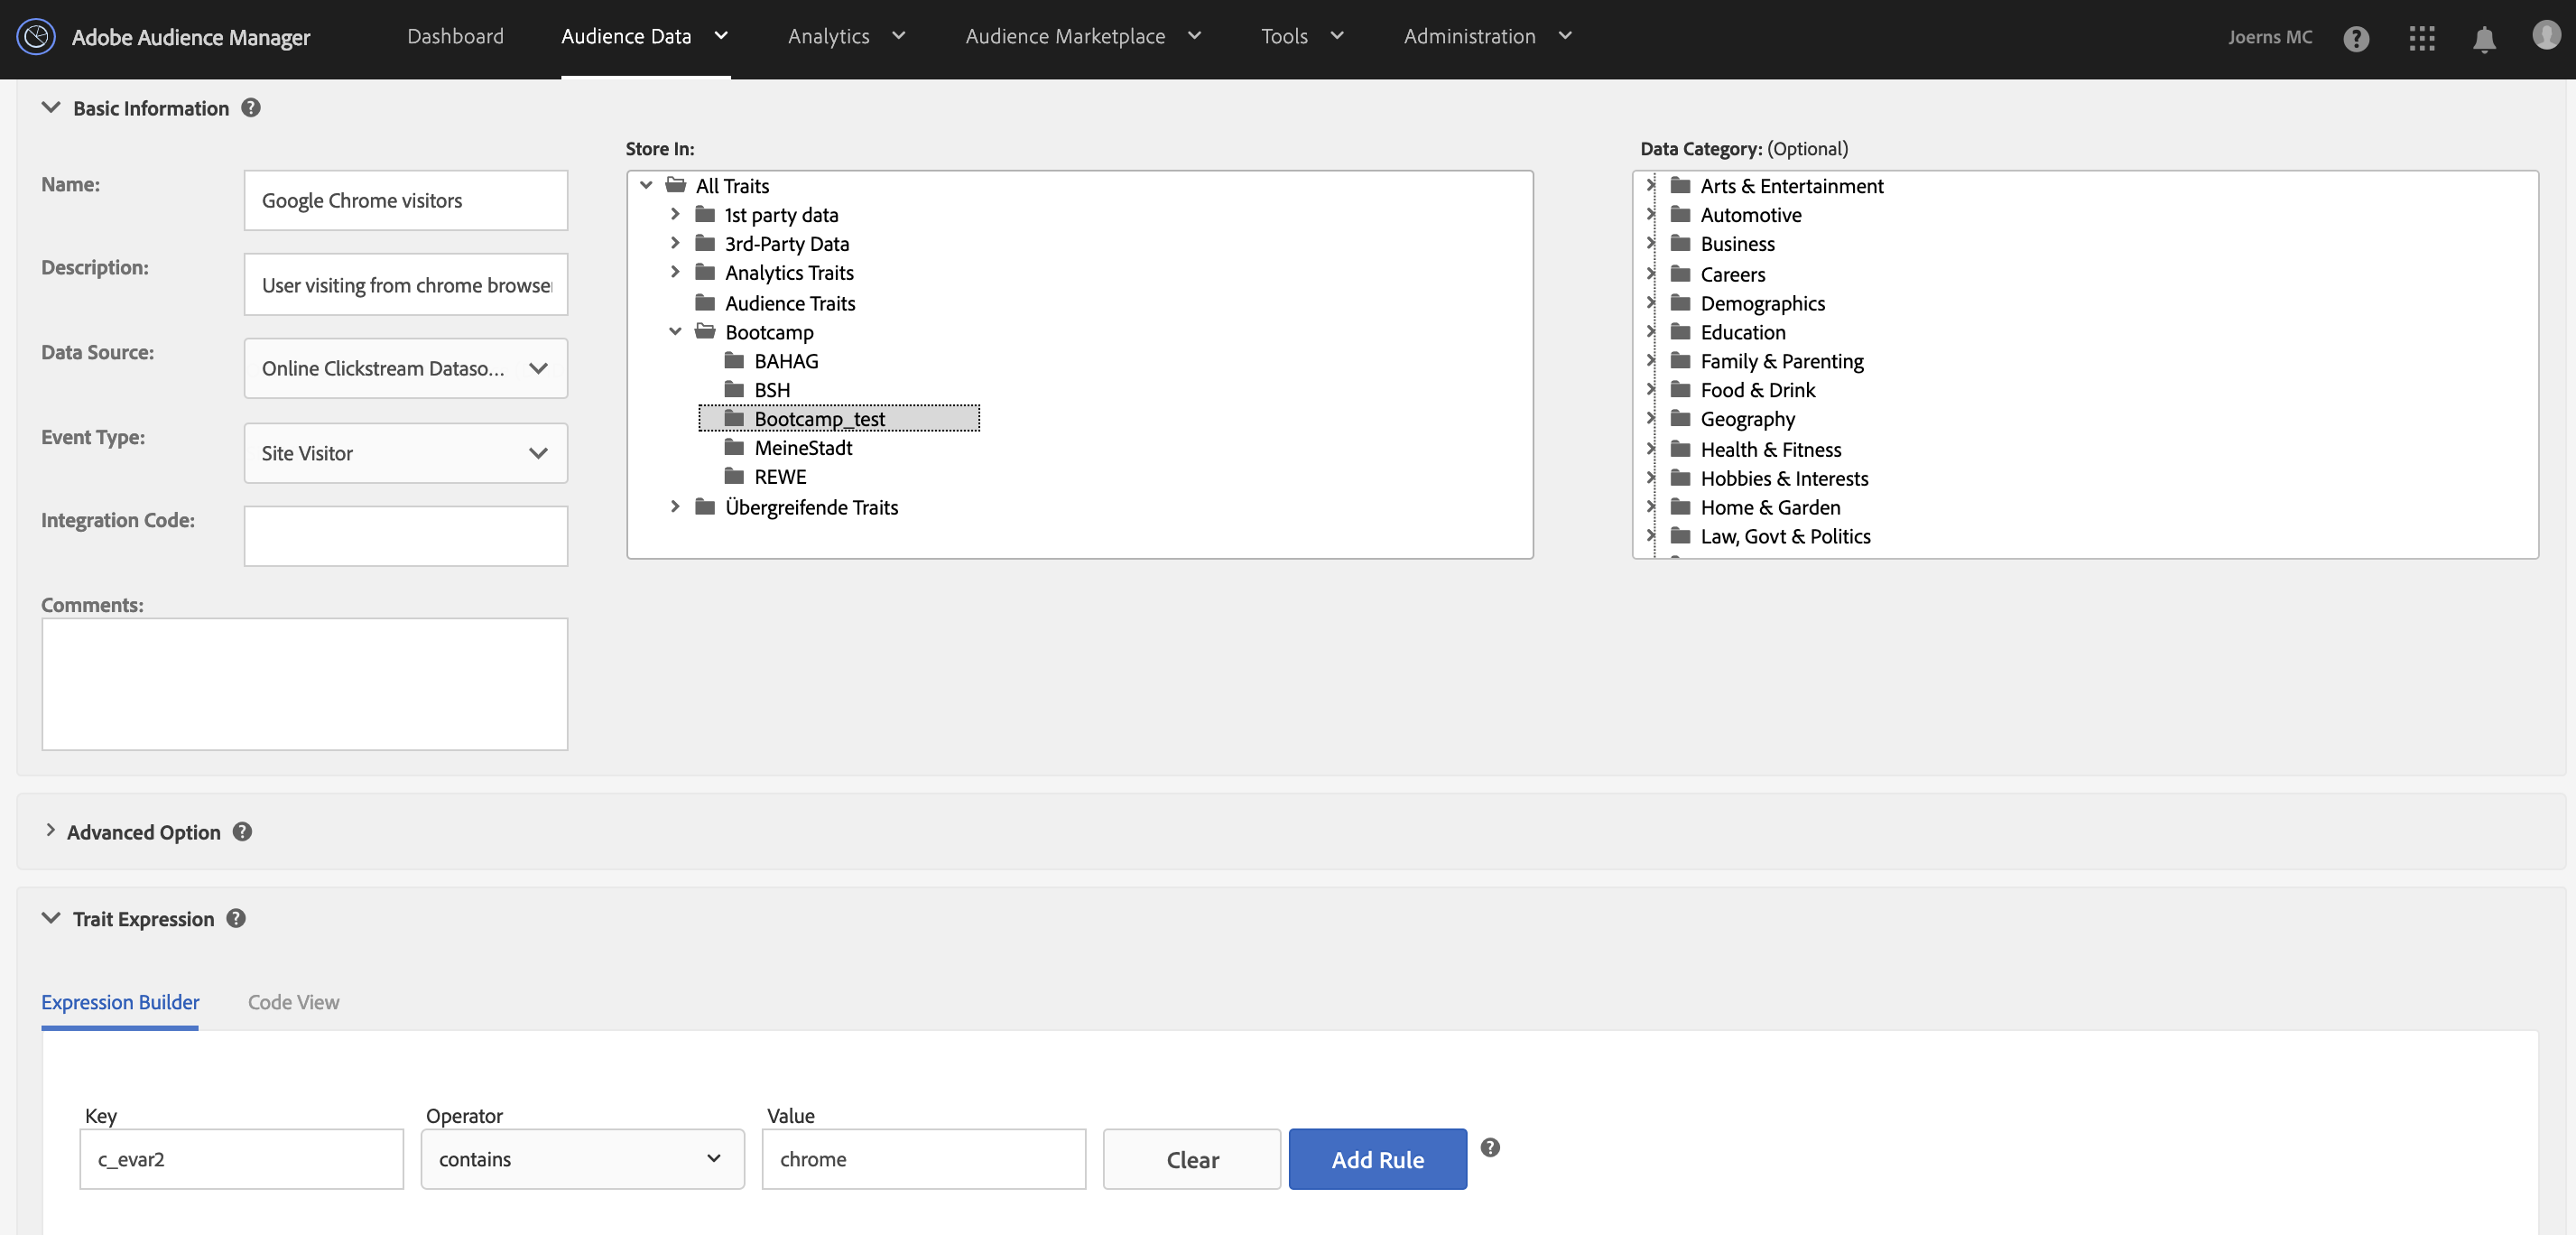 Adobe Audience Manager
Dashboard
Audience Data
Analytics
Audience Marketplace
Tools
Administration
Joerns MC
Basic Information
Name:
Google Chrome visitors
Description:
User visiting from chrome browser
Data Source:
Online Clickstream Dataso...
Event Type:
Site Visitor
Integration Code:
Comments:
Store In:
All Traits
1st party data
3rd-Party Data
Analytics Traits
Audience Traits
Bootcamp
BAHAG
BSH
Bootcamp_test
MeineStadt
REWE
Übergreifende Traits
Data Category: (Optional)
Arts & Entertainment
Automotive
Business
Careers
Demographics
Education
Family & Parenting
Food & Drink
Geography
Health & Fitness
Hobbies & Interests
Home & Garden
Law, Govt & Politics
Advanced Option
Trait Expression
Expression Builder
Code View
Key
Operator
Value
c_evar2
contains
chrome
Clear
Add Rule